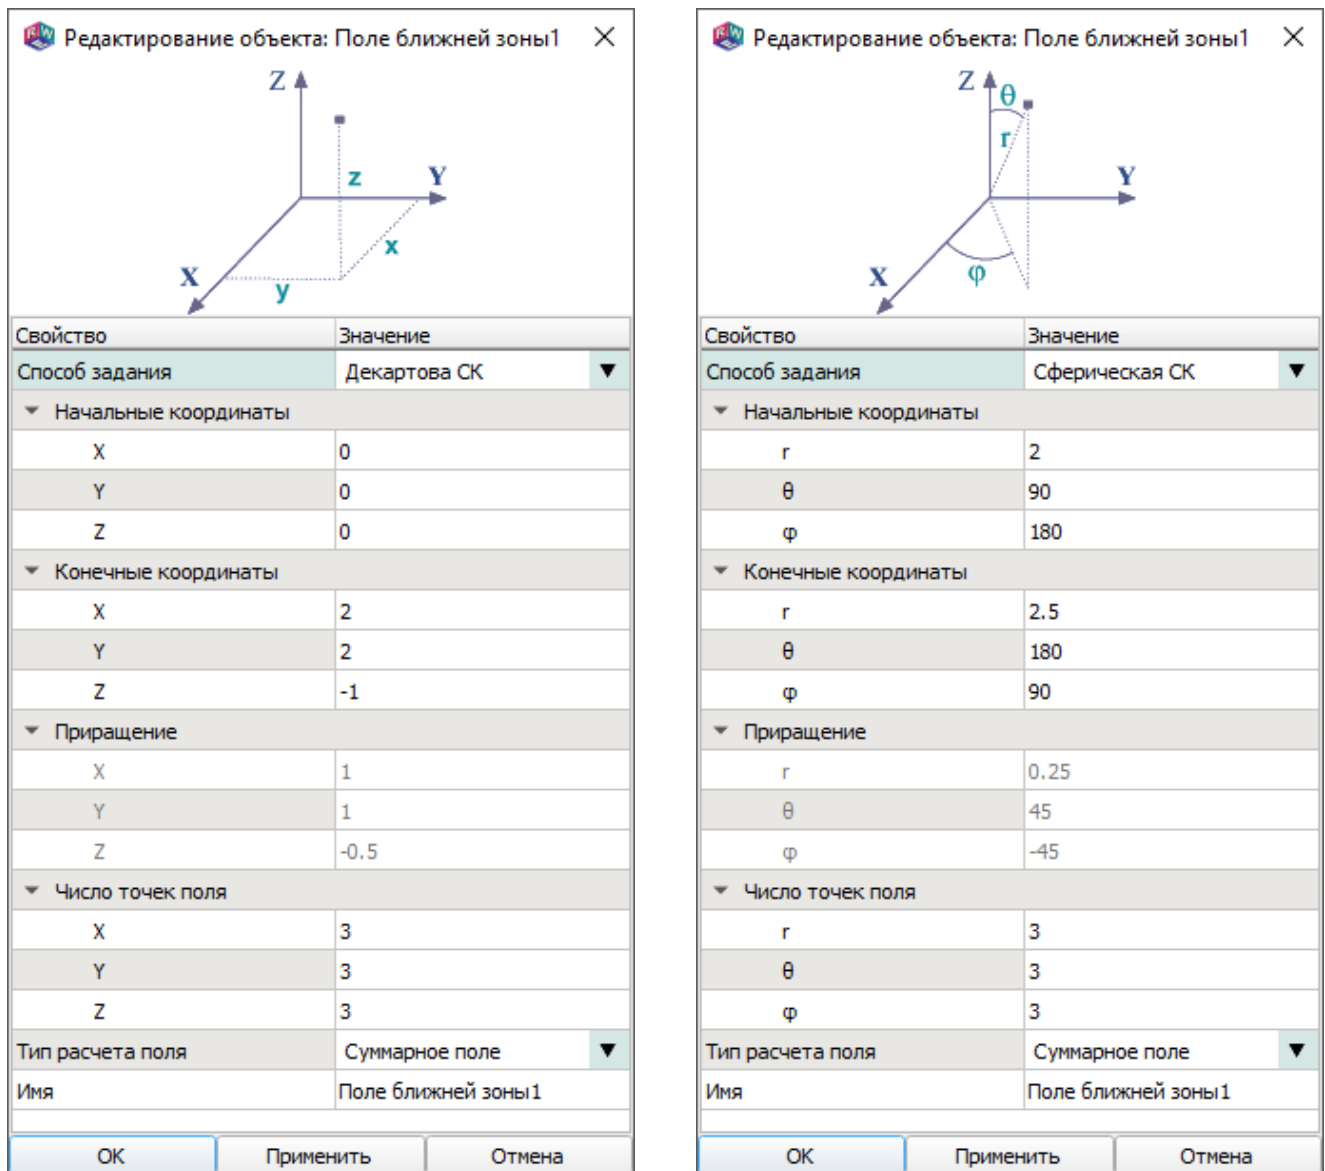 Редактирование объекта: Поле ближней зоны1
Z
z
Y
x
X
y
Свойство Значение
Способ задания Декартова СК
Начальные координаты
X 0
Y 0
Z 0
Конечные координаты
X 2
Y 2
Z -1
Приращение
X 1
Y 1
Z -0.5
Число точек поля
X 3
Y 3
Z 3
Тип расчета поля Суммарное поле
Имя Поле ближней зоны1
OK Применить Отмена
Редактирование объекта: Поле ближней зоны1
Z
θ
r
Y
X
φ
Свойство Значение
Способ задания Сферическая СК
Начальные координаты
r 2
θ 90
φ 180
Конечные координаты
r 2.5
θ 180
φ 90
Приращение
r 0.25
θ 45
φ -45
Число точек поля
r 3
θ 3
φ 3
Тип расчета поля Суммарное поле
Имя Поле ближней зоны1
OK Применить Отмена